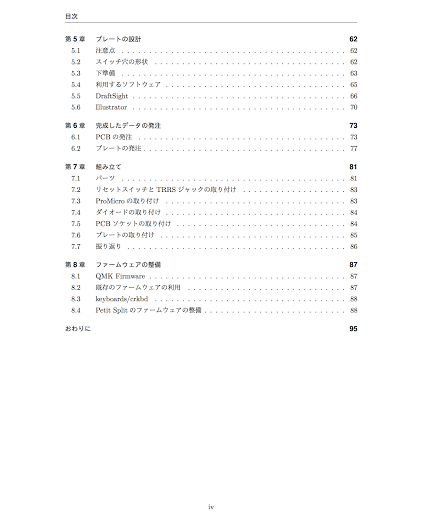 目次
第 5 章 プレートの設計 62
5.1 注意点 . . . . . . . . . . . . . . . . . . . . 62
5.2 スイッチ穴の形状 . . . . . . . . . . . . . . . . . . . . 62
5.3 下準備 . . . . . . . . . . . . . . . . . . . . 63
5.4 利用するソフトウェア . . . . . . . . . . . . . . . . . . . . 65
5.5 DraftSight . . . . . . . . . . . . . . . . . . . . 66
5.6 Illustrator . . . . . . . . . . . . . . . . . . . . 70
第 6 章 完成したデータの発注 73
6.1 PCB の発注 . . . . . . . . . . . . . . . . . . . . 73
6.2 プレートの発注 . . . . . . . . . . . . . . . . . . . . 77
第 7 章 組み立て 81
7.1 パーツ . . . . . . . . . . . . . . . . . . . . 81
7.2 リセットスイッチと TRRS ジャックの取り付け . . . . . . . . . . . . . . . . 83
7.3 ProMicro の取り付け . . . . . . . . . . . . . . . . . . . . 83
7.4 ダイオードの取り付け . . . . . . . . . . . . . . . . . . . . 84
7.5 PCB ソケットの取り付け . . . . . . . . . . . . . . . . . . . . 84
7.6 プレートの取り付け . . . . . . . . . . . . . . . . . . . . 85
7.7 振り返り . . . . . . . . . . . . . . . . . . . . 86
第 8 章 ファームウェアの整備 87
8.1 QMK Firmware . . . . . . . . . . . . . . . . . . . . 87
8.2 既存のファームウェアの利用 . . . . . . . . . . . . . . . . . . . . 87
8.3 keyboards/crkbd . . . . . . . . . . . . . . . . . . . . 88
8.4 Petit Split のファームウェアの整備 . . . . . . . . . . . . . . . . . . . . 88
おわりに 95
iv